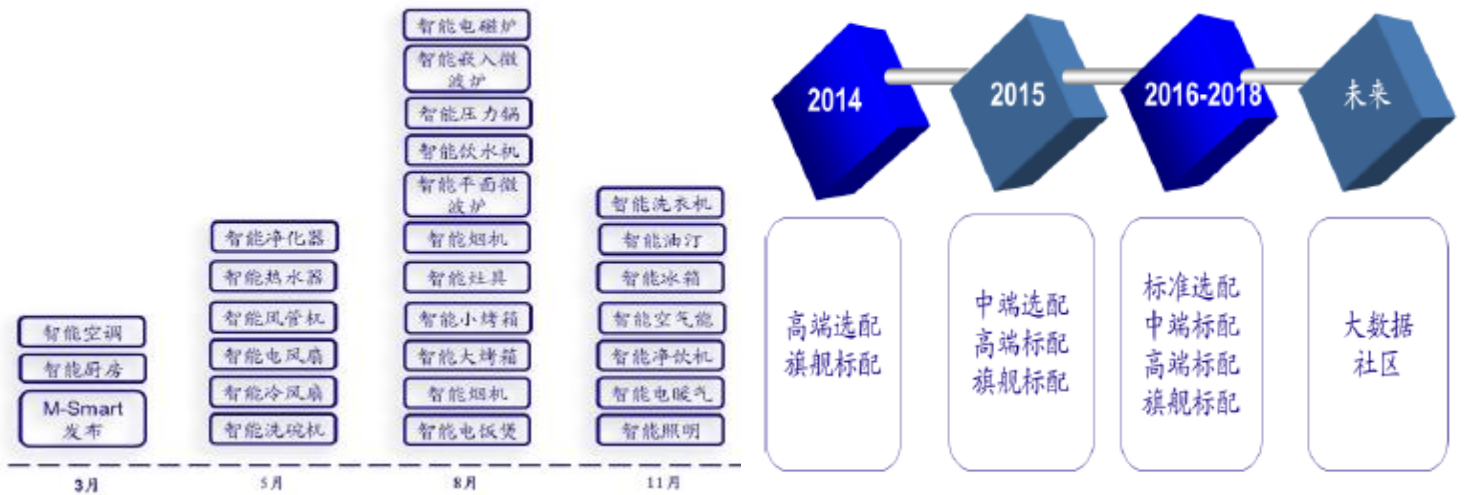 智能空调
智能厨房
M-Smart
发布
3月
智能净化器
智能热水器
智能风管机
智能电风扇
智能冷风扇
智能洗碗机
5月
智能电磁炉
智能嵌入微
波炉
智能压力锅
智能饮水机
智能平面微
波炉
智能烟机
智能灶具
智能小烤箱
智能大烤箱
智能烟机
智能电饭煲
8月
智能洗衣机
智能油汀
智能冰箱
智能空气能
智能净饮机
智能电暖气
智能照明
11月
2014
高端选配
旗舰标配
2015
中端选配
高端标配
旗舰标配
2016-2018
标准选配
中端标配
高端标配
旗舰标配
未来
大数据
社区